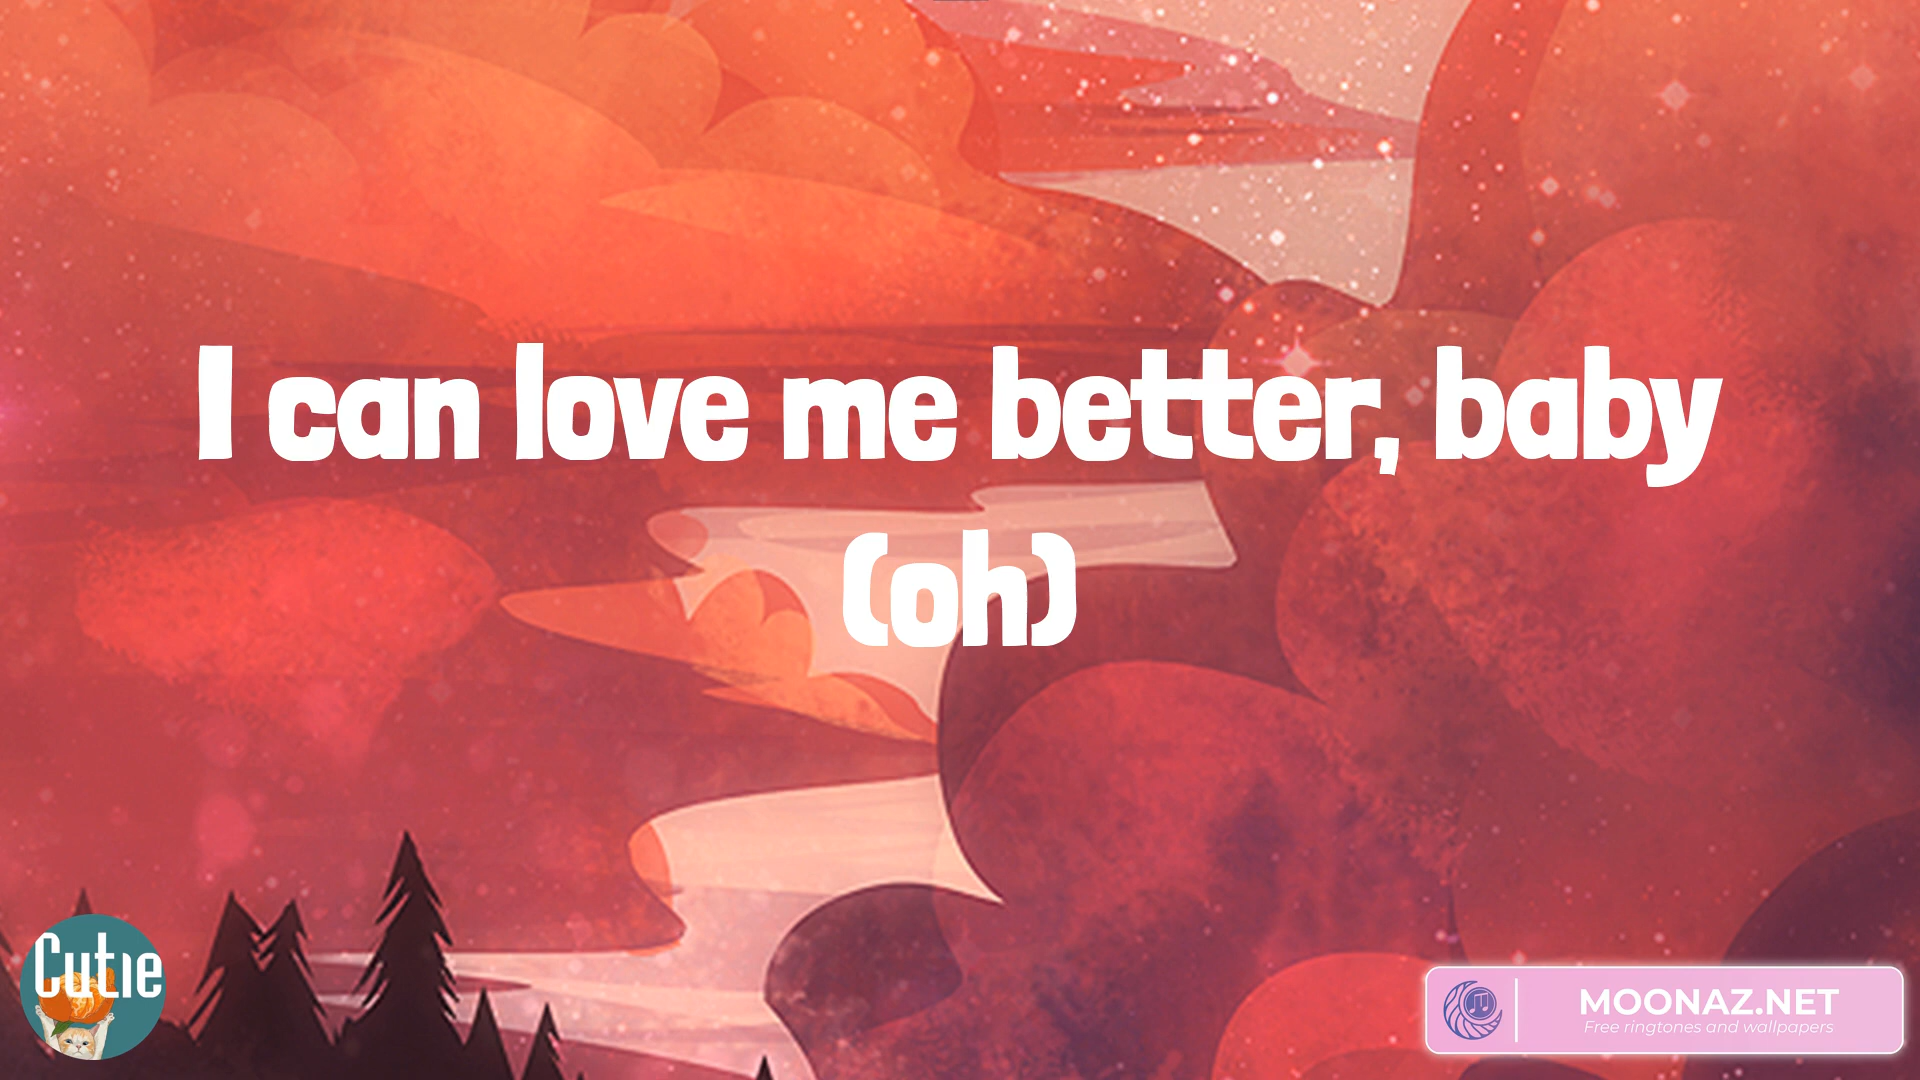 I can love me better, baby
(oh)
Cutie
MOONAZ.NET
Free ringtones and wallpapers